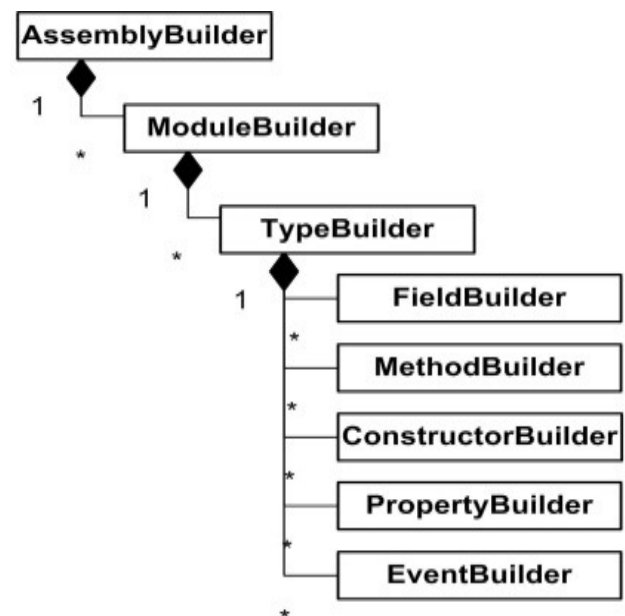 AssemblyBuilder
1
ModuleBuilder
*
1
TypeBuilder
*
1
FieldBuilder
*
MethodBuilder
*
ConstructorBuilder
*
PropertyBuilder
*
EventBuilder
*